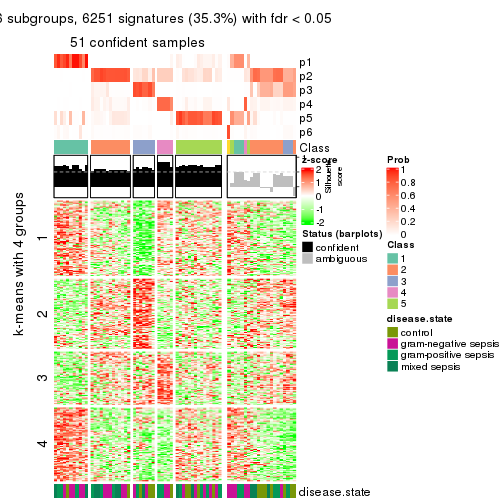 6 subgroups, 6251 signatures (35.3%) with fdr < 0.05
51 confident samples
p1
p2
p3
p4
p5
p6
Class
z-score
2
1
0
-1
-2
Silhouette
score
Prob
1
0.8
0.6
0.4
0.2
0
Status (barplots)
confident
ambiguous
Class
1
2
3
4
5
disease.state
control
gram-negative sepsis
gram-positive sepsis
mixed sepsis
k-means with 4 groups
1
2
3
4
disease.state